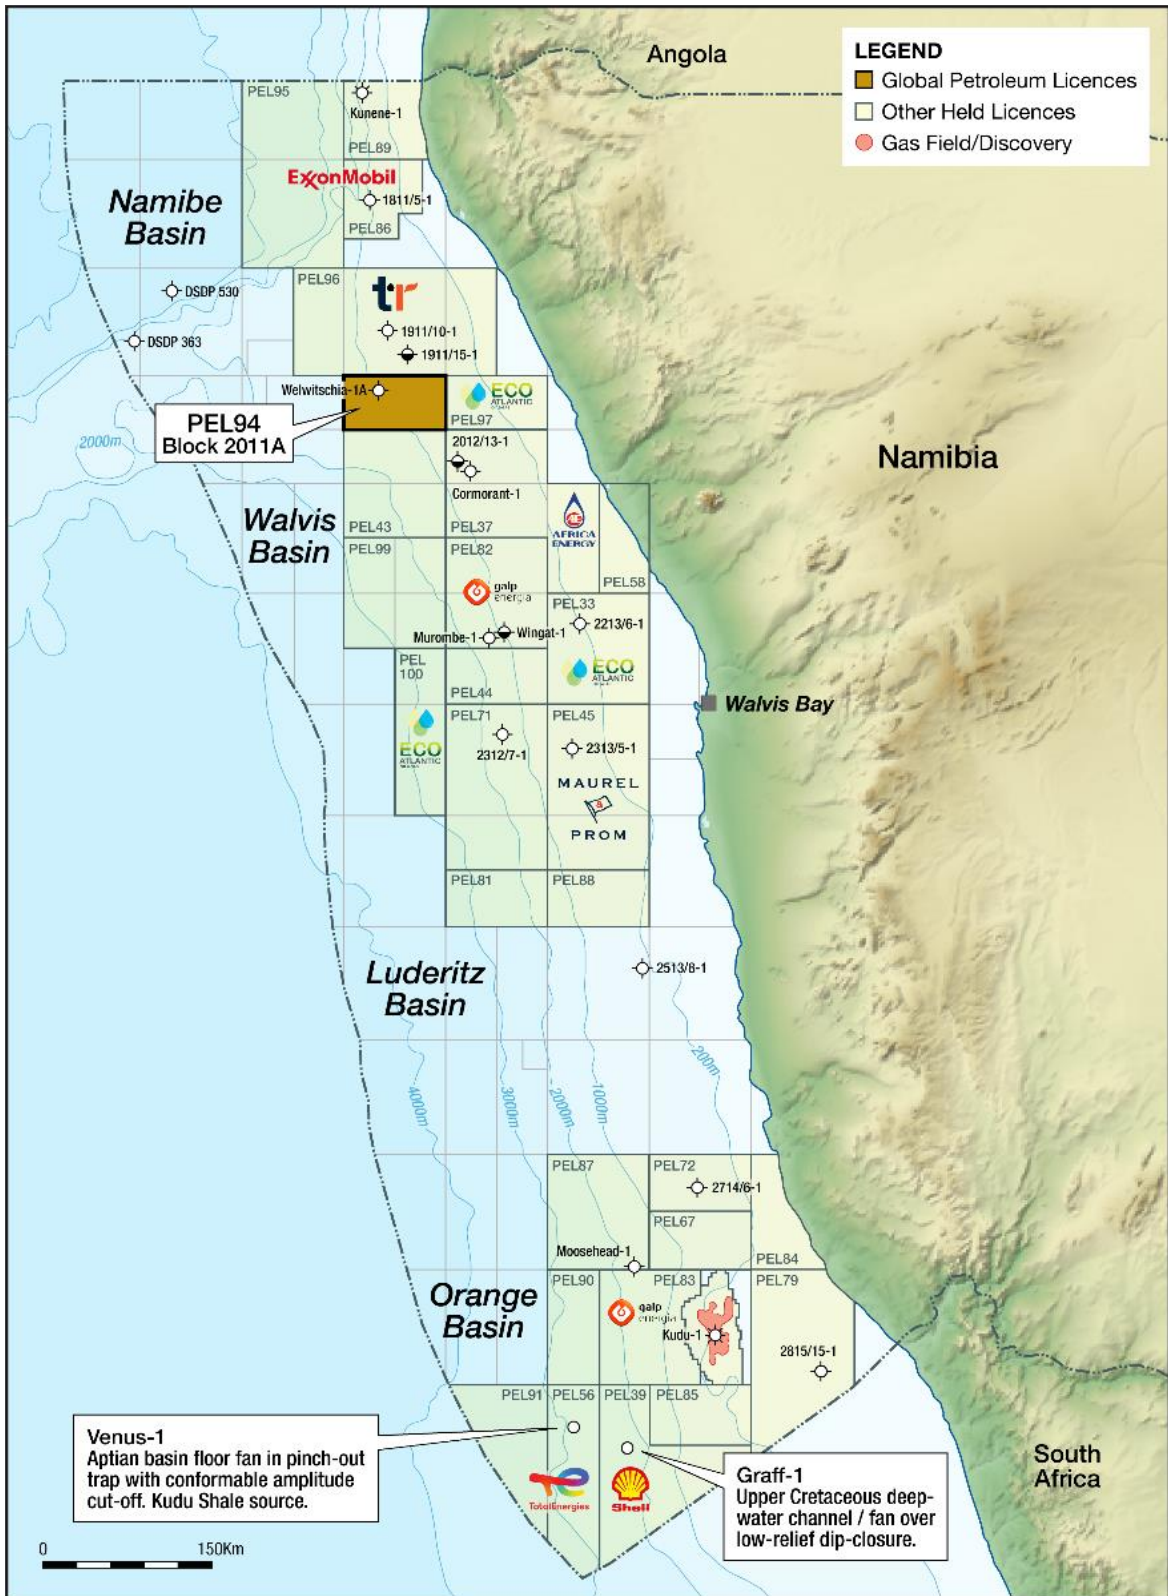 Angola
LEGEND
Global Petroleum Licences
Other Held Licences
Gas Field/Discovery
PEL95
Kunene-1
PEL89
ExxonMobil
1811/5-1
PEL86
Namibe
Basin
DSDP 530
DSDP 363
PEL96
tr
1911/10-1
1911/15-1
Welwitschia-1A
ECO
ATLANTIC
PEL97
PEL94
Block 2011A
2000m
2012/13-1
Cormorant-1
Namibia
Walvis
Basin
PEL43
PEL37
AFRICA
ENERGY
PEL58
PEL99
PEL82
galp
energia
PEL33
2213/6-1
Murombe-1
Wingat-1
PEL
100
PEL44
ECO
ATLANTIC
Walvis Bay
ECO
ATLANTIC
PEL71
2312/7-1
PEL45
2313/5-1
MAUREL
PROM
PEL81
PEL88
Luderitz
Basin
2513/8-1
4000m
3000m
2000m
1000m
200m
PEL87
PEL72
2714/6-1
PEL67
Moosehead-1
PEL84
Orange
Basin
PEL90
galp
energia
PEL83
Kudu-1
PEL79
2815/15-1
PEL91
PEL56
PEL39
PEL85
Venus-1
Aptian basin floor fan in pinch-out
trap with conformable amplitude
cut-off. Kudu Shale source.
TotalEnergies
Shell
Graff-1
Upper Cretaceous deep-
water channel / fan over
low-relief dip-closure.
South
Africa
0
150Km